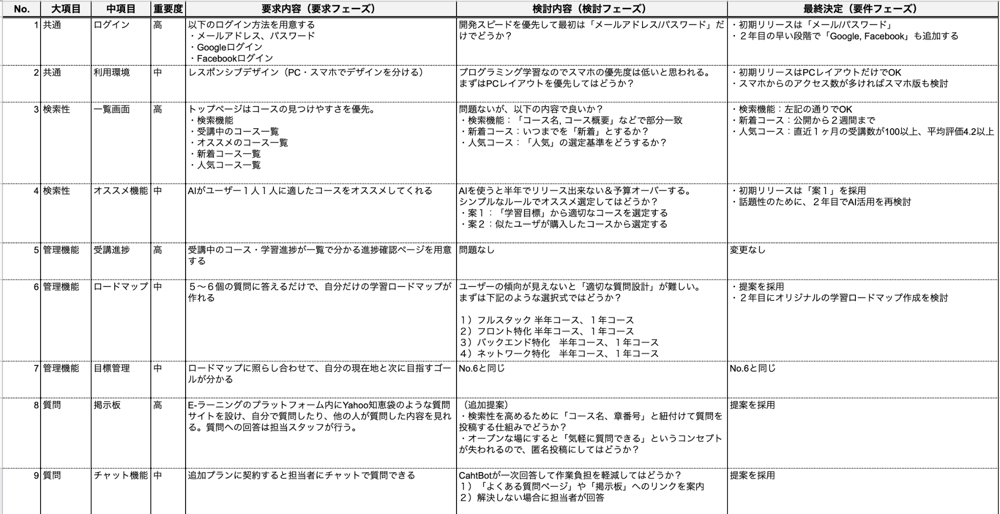 No. 大項目 中項目 重要度 要求内容（要求フェーズ） 検討内容（検討フェーズ） 最終決定（要件フェーズ）
1 共通 ログイン 高
以下のログイン方法を用意する
・メールアドレス、パスワード
・Googleログイン
・Facebookログイン
開発スピードを優先して最初は「メールアドレス/パスワード」だ
けでどうか？
・初期リリースは「メール/パスワード」
・２年目の早い段階で「Google, Facebook」も追加する
2 共通 利用環境 中
レスポンシブデザイン（PC・スマホでデザインを分ける）
プログラミング学習なのでスマホの優先度は低いと思われる。
まずはPCレイアウトを優先してはどうか？
・初期リリースはPCレイアウトだけでOK
・スマホからのアクセス数が多ければスマホ版も検討
3 検索性 一覧画面 高
トップページはコースの見つけやすさを優先。
・検索機能
・受講中のコース一覧
・オススメのコース一覧
・新着コース一覧
・人気コース一覧
問題ないが、以下の内容で良いか？
・検索機能：「コース名, コース概要」などで部分一致
・新着コース：いつまでを「新着」とするか？
・人気コース：「人気」の選定基準をどうするか？
・検索機能：左記の通りでOK
・新着コース：公開から２週間まで
・人気コース：直近１ヶ月の受講数が100以上、平均評価4.2以上
4 検索性 オススメ機能 中
AIがユーザー１人１人に適したコースをオススメしてくれる
AIを使うと半年でリリース出来ない＆予算オーバーする。
シンプルなルールでオススメ選定してはどうか？
・案１：「学習目標」から適切なコースを選定する
・案２：似たユーザが購入したコースから選定する
・初期リリースは「案１」を採用
・話題性のために、２年目でAI活用を再検討
5 管理機能 受講進捗 高
受講中のコース・学習進捗が一覧で分かる進捗確認ページを用意
する
問題なし
変更なし
6 管理機能 ロードマップ 中
５〜６個の質問に答えるだけで、自分だけの学習ロードマップが
作れる
ユーザーの傾向が見えないと「適切な質問設計」が難しい。
まずは下記のような選択式ではどうか？
１）フルスタック 半年コース、１年コース
２）フロント特化 半年コース、１年コース
３）バックエンド特化　半年コース、１年コース
４）ネットワーク特化　半年コース、１年コース
・提案を採用
・２年目にオリジナルの学習ロードマップ作成を検討
7 管理機能 目標管理 中
ロードマップに照らし合わせて、自分の現在地と次に目指すゴー
ルが分かる
No.6と同じ
No.6と同じ
8 質問 掲示板 高
E-ラーニングのプラットフォーム内にYahoo知恵袋のような質問
サイトを設け、自分で質問したり、他の人が質問した内容を見れ
る。質問への回答は担当スタッフが行う。
（追加提案）
・検索性を高めるために「コース名、章番号」と紐付けて質問を
投稿する仕組みでどうか？
・オープンな場にすると「気軽に質問できる」というコンセプト
が失われるので、匿名投稿にしてはどうか？
提案を採用
9 質問 チャット機能 中
追加プランに契約すると担当者にチャットで質問できる
CahtBotが一次回答して作業負担を軽減してはどうか？
１）「よくある質問ページ」や「掲示板」へのリンクを案内
２）解決しない場合に担当者が回答
提案を採用